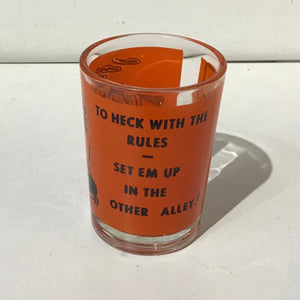 TO HECK WITH THE
RULES
—
SET EM UP
IN THE
OTHER ALLEY!